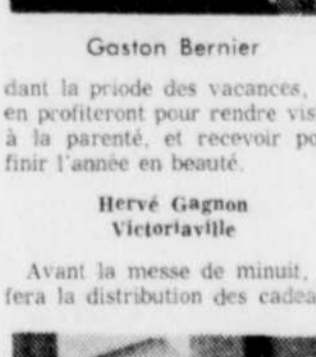 Gaston Bernier
dant la priode des vacances,
en profiteront pour rendre vis
à la parenté, et recevoir po
finir l'année en beauté.
Hervé Gagnon
Victoriaville
Avant la messe de minuit,
fera la distribution des cadea